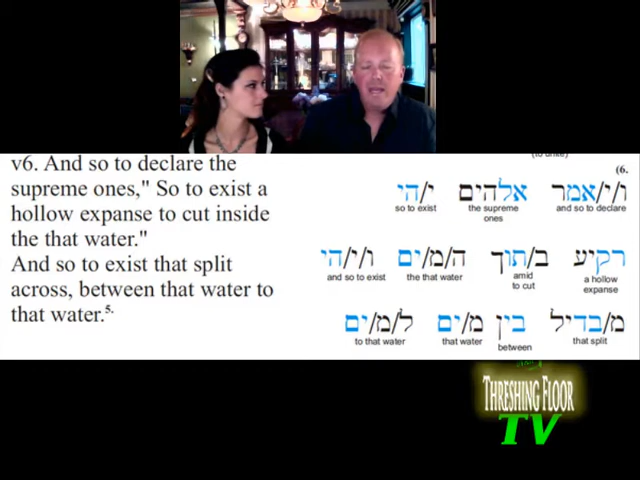 v6. And so to declare the
supreme ones," So to exist a
hollow expanse to cut inside
the that water."
And so to exist that split
across, between that water to
that water.⁵·
(to unite)
(6.
ו/י/אמר אלהים י/הי
and so to declare the supreme ones so to exist
רקיע ב/תוך ה/מ/ים ו/י/הי
a hollow expanse amid to cut the that water and so to exist
מ/בדיל בין מ/ים ל/מ/ים
that split between that water to that water
THRESHING FLOOR
TV